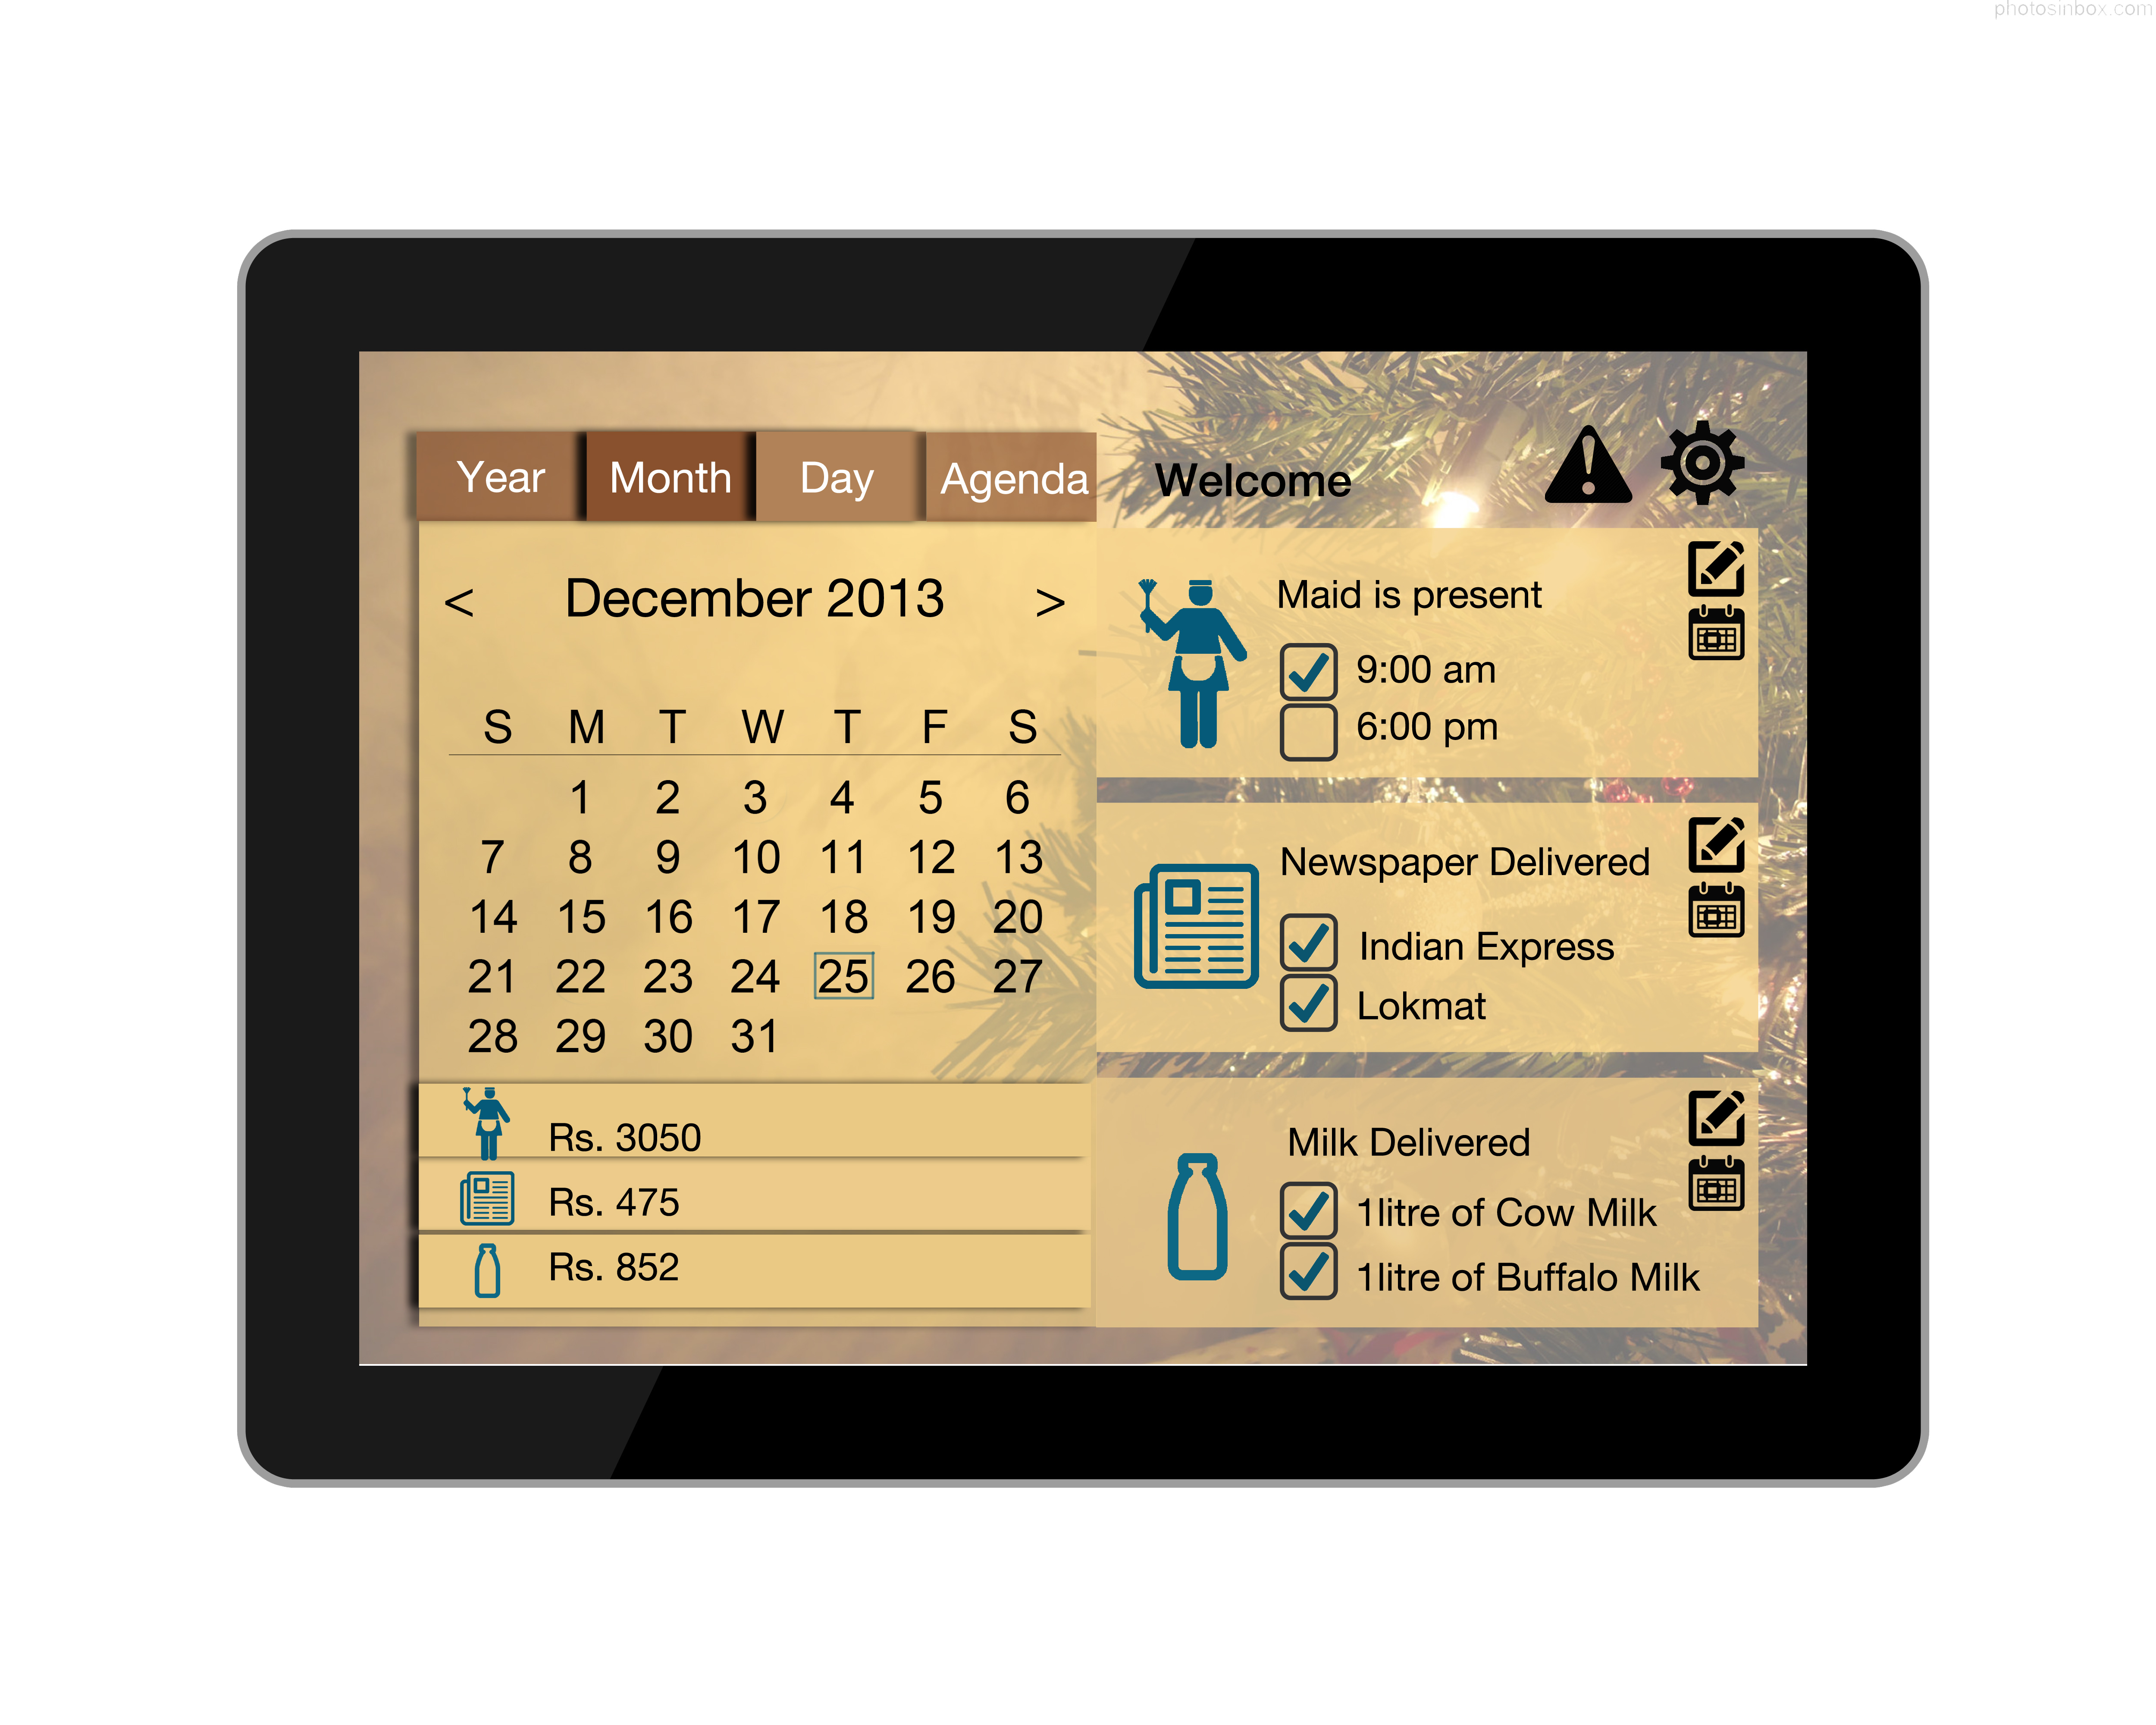 photosinbox.com
Year Month Day Agenda
< December 2013 >
S M T W T F S
1 2 3 4 5 6
7 8 9 10 11 12 13
14 15 16 17 18 19 20
21 22 23 24 25 26 27
28 29 30 31
Rs. 3050
Rs. 475
Rs. 852
Welcome
Maid is present
9:00 am
6:00 pm
Newspaper Delivered
Indian Express
Lokmat
Milk Delivered
1litre of Cow Milk
1litre of Buffalo Milk